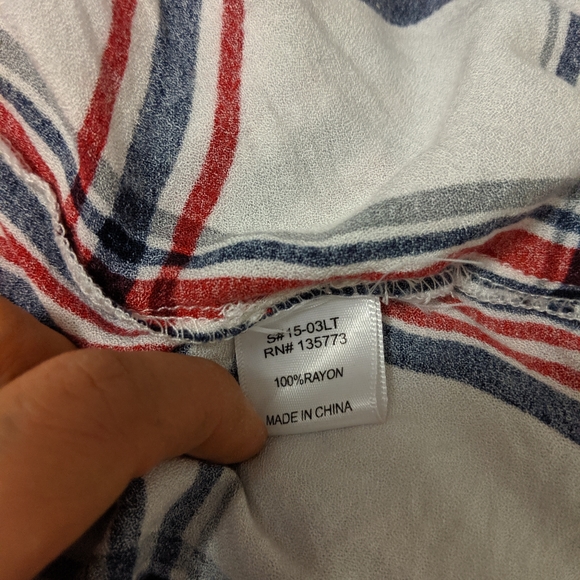 S# 15-03LT
RN# 135773
100%RAYON
MADE IN CHINA